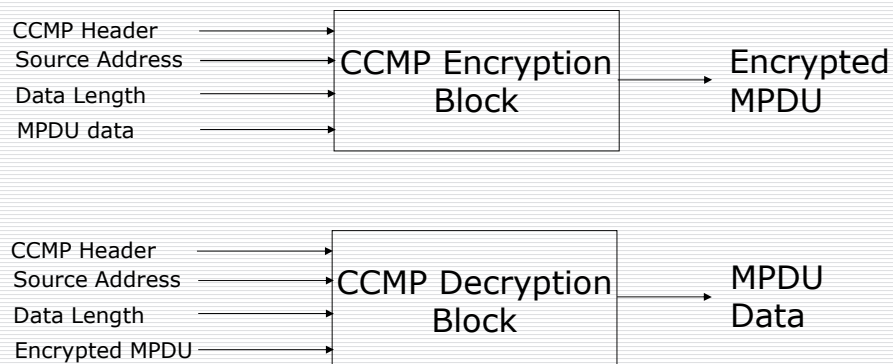 CCMP Header
Source Address
Data Length
MPDU data
CCMP Encryption
Block
Encrypted
MPDU
CCMP Header
Source Address
Data Length
Encrypted MPDU
CCMP Decryption
Block
MPDU
Data